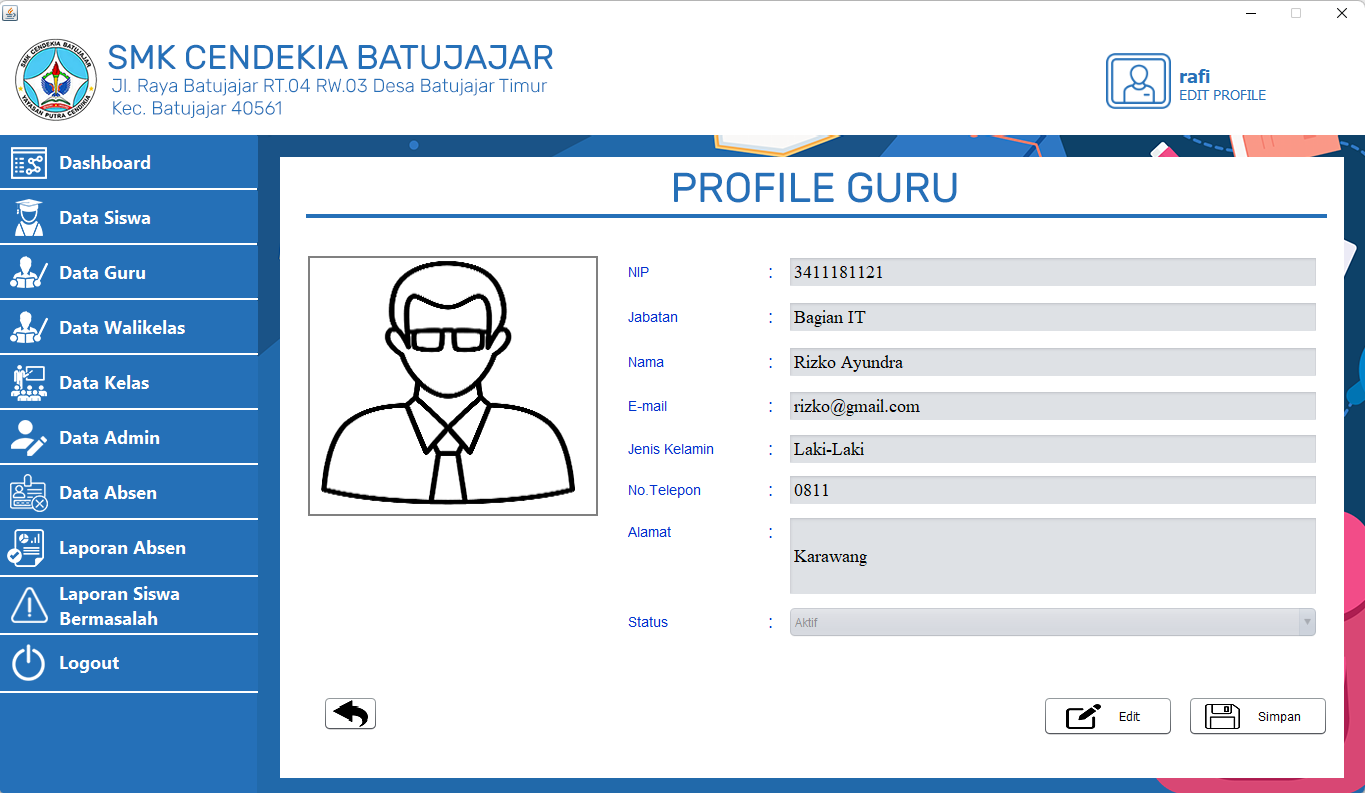 SMK CENDEKIA BATUJAJAR
YAYASAN PUTRA CENDIKIA
SMK CENDEKIA BATUJAJAR
Jl. Raya Batujajar RT.04 RW.03 Desa Batujajar Timur
Kec. Batujajar 40561
rafi
EDIT PROFILE
Dashboard
Data Siswa
Data Guru
Data Walikelas
Data Kelas
Data Admin
Data Absen
Laporan Absen
Laporan Siswa
Bermasalah
Logout
PROFILE GURU
NIP : 3411181121
Jabatan : Bagian IT
Nama : Rizko Ayundra
E-mail : rizko@gmail.com
Jenis Kelamin : Laki-Laki
No.Telepon : 0811
Alamat : Karawang
Status : Aktif
Edit
Simpan